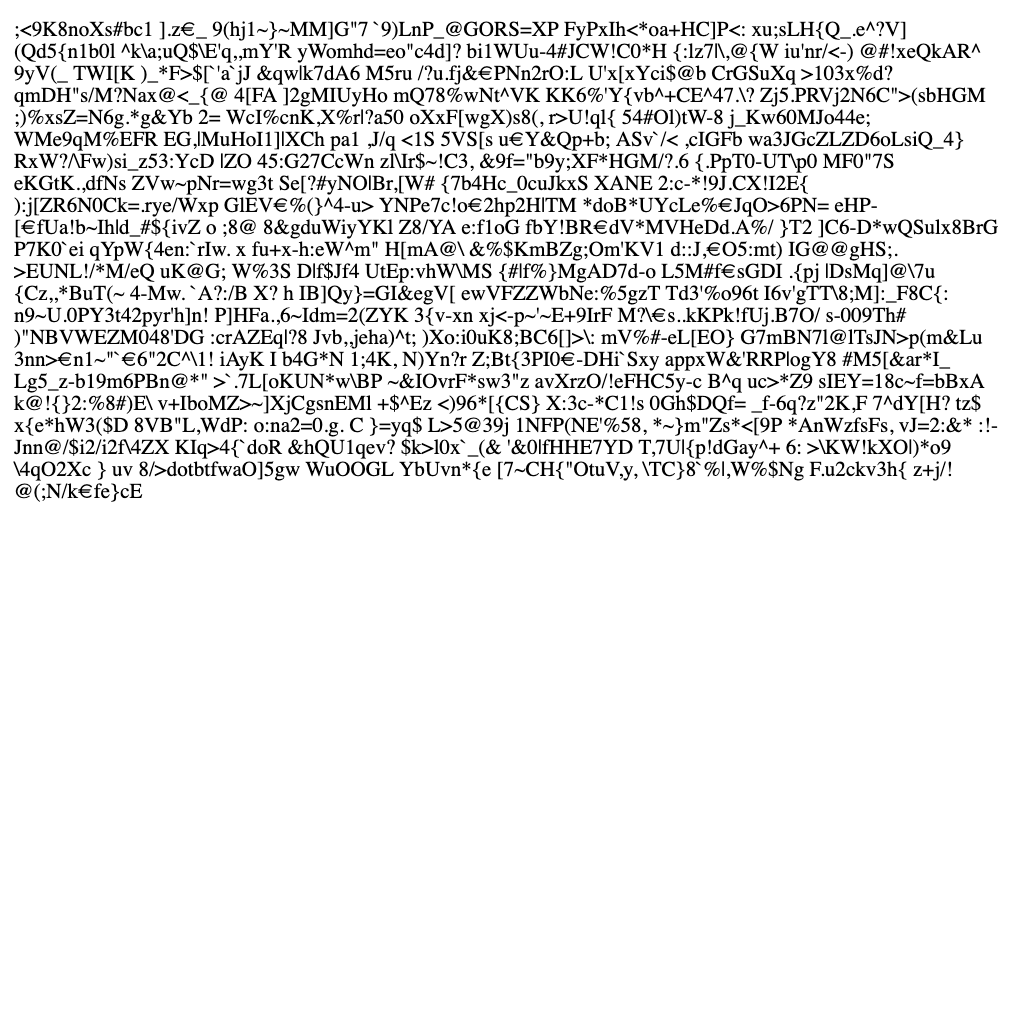 ;<9K8noXs#bc1 ].z€_ 9(hj1~}~MM]G"7 `9)LnP_@GORS=XP FyPxIh<*oa+HC]P<: xu;sLH{Q_.e^?V]
(Qd5{n1b0l ^k\a;uQ$\E'q,,mY'R yWomhd=eo"c4d]? bi1WUu-4#JCW!C0*H {:lz7l\,@{W iu'nr/<-) @#!xeQkAR^
9yV(_ TWI[K )_*F>$[`'a`jJ &qw|k7dA6 M5ru /?u.fj&€PNn2rO:L U'x[xYci$@b CrGSuXq >103x%d?
qmDH"s/M?Nax@<_{@ 4[FA ]2gMIUyHo mQ78%wNt^VK KK6%'Y{vb^+CE^47.\? Zj5.PRVj2N6C">(sbHGM
;)%xsZ=N6g.*g&Yb 2= WcI%cnK,X%r|?a50 oXxF[wgX)s8(, r>U!ql{ 54#Ol)tW-8 j_Kw60MJo44e;
WMe9qM%EFR EG,|MuHoI1]|XCh pa1 ,J/q <1S 5VS[s u€Y&Qp+b; ASv`/< ,cIGFb wa3JGcZLZD6oLsiQ_4}
RxW?/\Fw)si_z53:YcD |ZO 45:G27CcWn zl\Ir$~!C3, &9f="b9y;XF*HGM/?.6 {.PpT0-UT\p0 MF0"7S
eKGtK.,dfNs ZVw~pNr=wg3t Se[?#yNO|Br,[W# {7b4Hc_0cuJkxS XANE 2:c-*!9J.CX!I2E{
):j[ZR6N0Ck=.rye/Wxp GlEV€%(}^4-u> YNPe7c!o€2hp2H|TM *doB*UYcLe%€JqO>6PN= eHP-
[€fUa!b~Ih|d_#${ivZ o ;8@ 8&gduWiyYKl Z8/YA e:f1oG fbY!BR€dV*MVHeDd.A%/ }T2 ]C6-D*wQSulx8BrG
P7K0`ei qYpW{4en:`rIw. x fu+x-h:eW^m" H[mA@\ &%$KmBZg;Om'KV1 d::J,€O5:mt) IG@@gHS;.
>EUNL!/*M/eQ uK@G; W%3S D|f$Jf4 UtEp:vhW\MS {#|f%}MgAD7d-o L5M#f€sGDI .{pj |DsMq]@\7u
{Cz,,*BuT(~ 4-Mw. `A?:/B X? h IB]Qy}=GI&egV[ ewVFZZWbNe:%5gzT Td3'%o96t I6v'gTT\8;M]:_F8C{:
n9~U.0PY3t42pyr'h]n! P]HFa.,6~Idm=2(ZYK 3{v-xn xj<-p~'~E+9IrF M?\€s..kKPk!fUj.B7O/ s-009Th#
)"NBVWEZM048'DG :crAZEq|?8 Jvb,,jeha)^t; )Xo:i0uK8;BC6[]>\: mV%#-eL[EO} G7mBN7l@lTsJN>p(m&Lu
3nn>€n1~"`€6"2C^\1! iAyK I b4G*N 1;4K, N)Yn?r Z;Bt{3PI0€-DHi`Sxy appxW&'RRP|ogY8 #M5[&ar*I_
Lg5_z-b19m6PBn@*" >`.7L[oKUN*w\BP ~&IOvrF*sw3"z avXrzO/!eFHC5y-c B^q uc>*Z9 sIEY=18c~f=bBxA
k@!{}2:%8#)E\ v+IboMZ>~]XjCgsnEMl +$^Ez <)96*[{CS} X:3c-*C1!s 0Gh$DQf= _f-6q?z"2K,F 7^dY[H? tz$
x{e*hW3($D 8VB"L,WdP: o:na2=0.g. C }=yq$ L>5@39j 1NFP(NE'%58, *~}m"Zs*<[9P *AnWzfsFs, vJ=2:&* :!-
Jnn@/$i2/i2f\4ZX KIq>4{`doR &hQU1qev? $k>l0x`_(& '&0|fHHE7YD T,7U|{p!dGay^+ 6: >\KW!kXO|)*o9
\4qO2Xc } uv 8/>dotbtfwaO]5gw WuOOGL YbUvn*{e [7~CH{"OtuV,y, \TC}8`%|,W%$Ng F.u2ckv3h{ z+j/!
@(;N/k€fe}cE